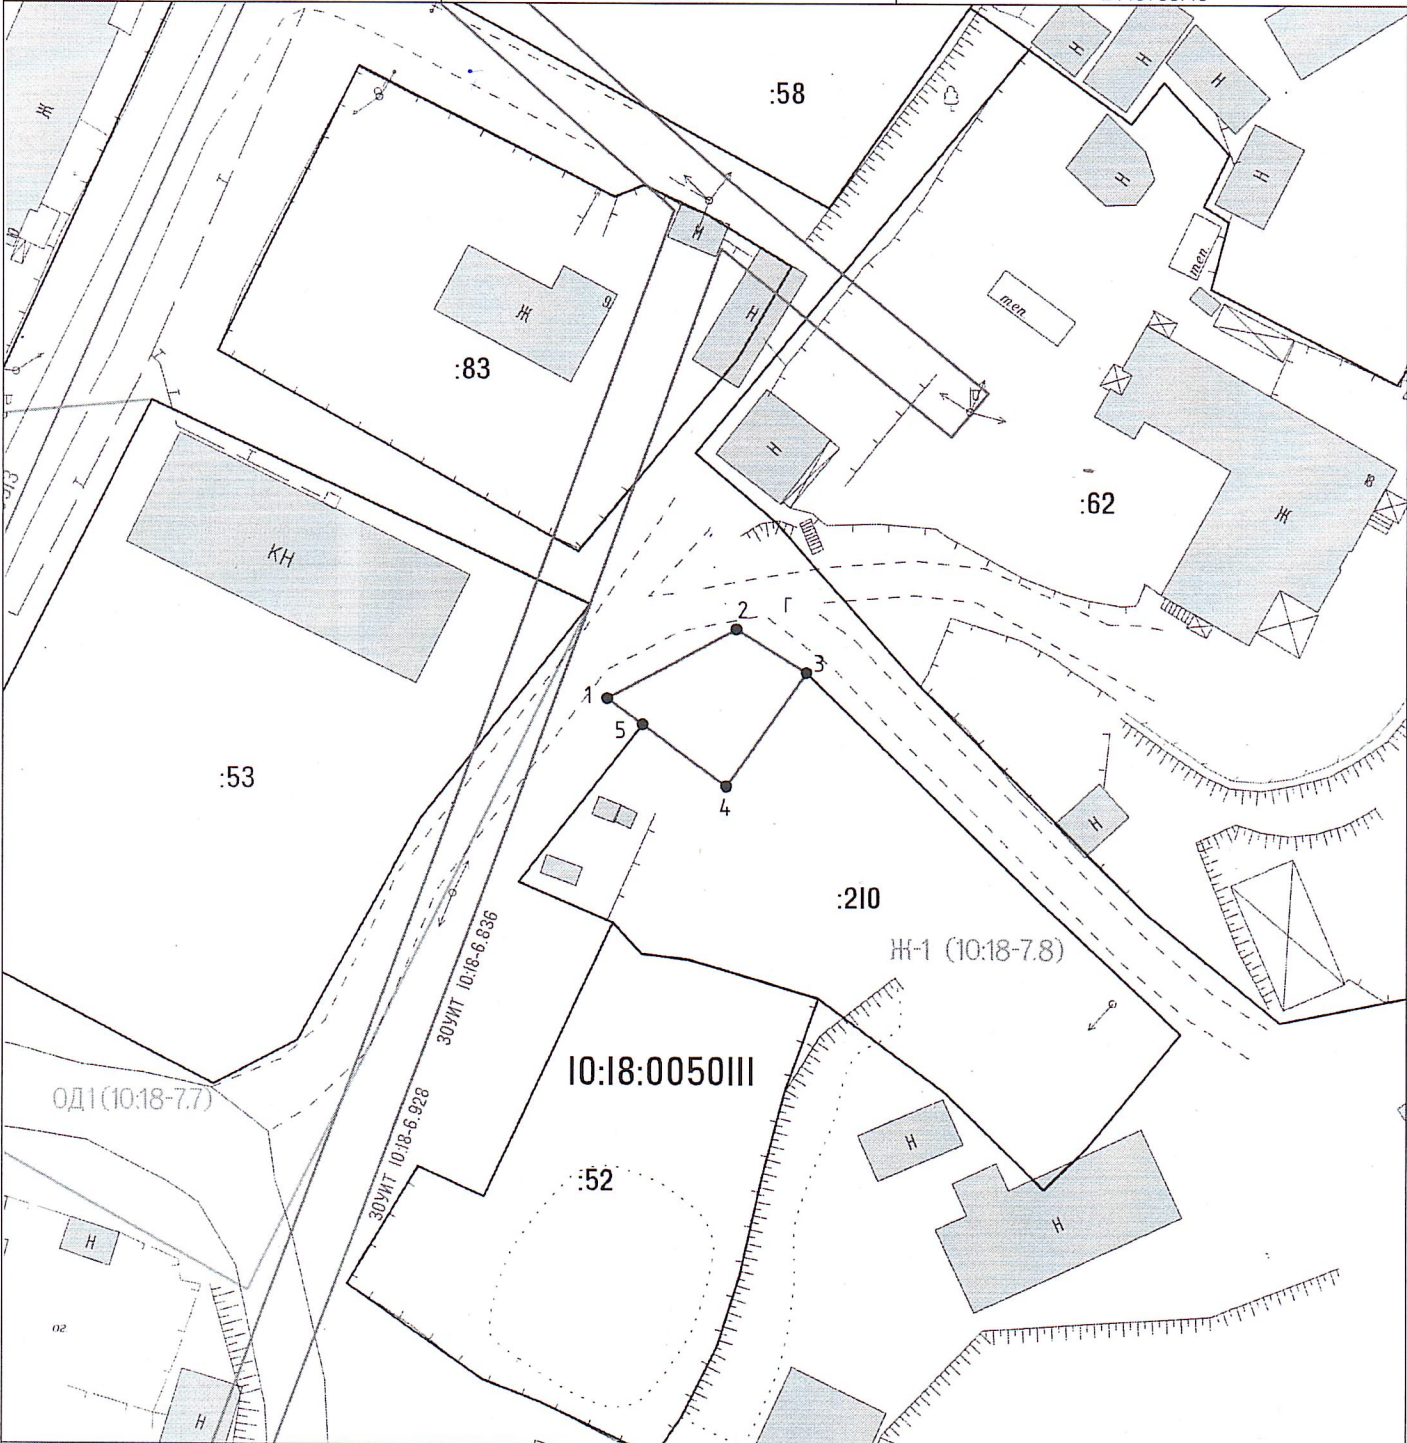 :58
Н
Н
Н
Н
Н
Ж
Н
теп.
теп.
Н
Ж
:83
:62
Ж
Н
КН
2
Г
3
1
5
4
:53
Н
:210
Ж-1 (10:18-7.8)
ЗОУИТ 10:18-6.836
10:18:0050111
ОД1(10:18-7.7)
ЗОУИТ 10:18-6.928
Н
:52
Н
Н
Н